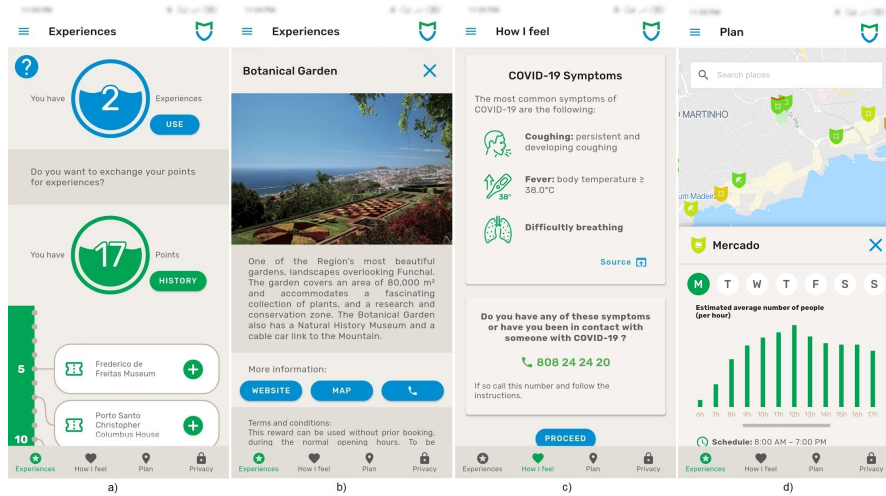 Experiences
?
You have
2
Experiences
USE
Do you want to exchange your points
for experiences?
You have
17
Points
HISTORY
5
Frederico de
Freitas Museum
Porto Santo
Christopher
Columbus House
10
Experiences How I feel Plan Privacy
a)
Experiences
Botanical Garden
One of the Region's most beautiful
gardens, landscapes overlooking Funchal.
The garden covers an area of 80,000 m²
and accommodates a fascinating
collection of plants, and a research and
conservation zone. The Botanical Garden
also has a Natural History Museum and a
cable car link to the Mountain.
More information:
WEBSITE MAP
Terms and conditions:
This reward can be used without prior booking,
during the normal opening hours. To be
Experiences How I feel Plan Privacy
b)
How I feel
COVID-19 Symptoms
The most common symptoms of
COVID-19 are the following:
Coughing: persistent and
developing coughing
Fever: body temperature ≥
38.0°C
38°
Difficultly breathing
Source
Do you have any of these symptoms
or have you been in contact with
someone with COVID-19 ?
808 24 24 20
If so call this number and follow the
instructions.
PROCEED
Experiences How I feel Plan Privacy
c)
Plan
Search places
MARTINHO
um Madeira
Mercado
M T W T F S S
Estimated average number of people
(per hour)
6h 7h 8h 9h 10h 11h 12h 13h 14h 15h 16h 17h
Schedule: 8:00 AM – 7:00 PM
Experiences How I feel Plan Privacy
d)